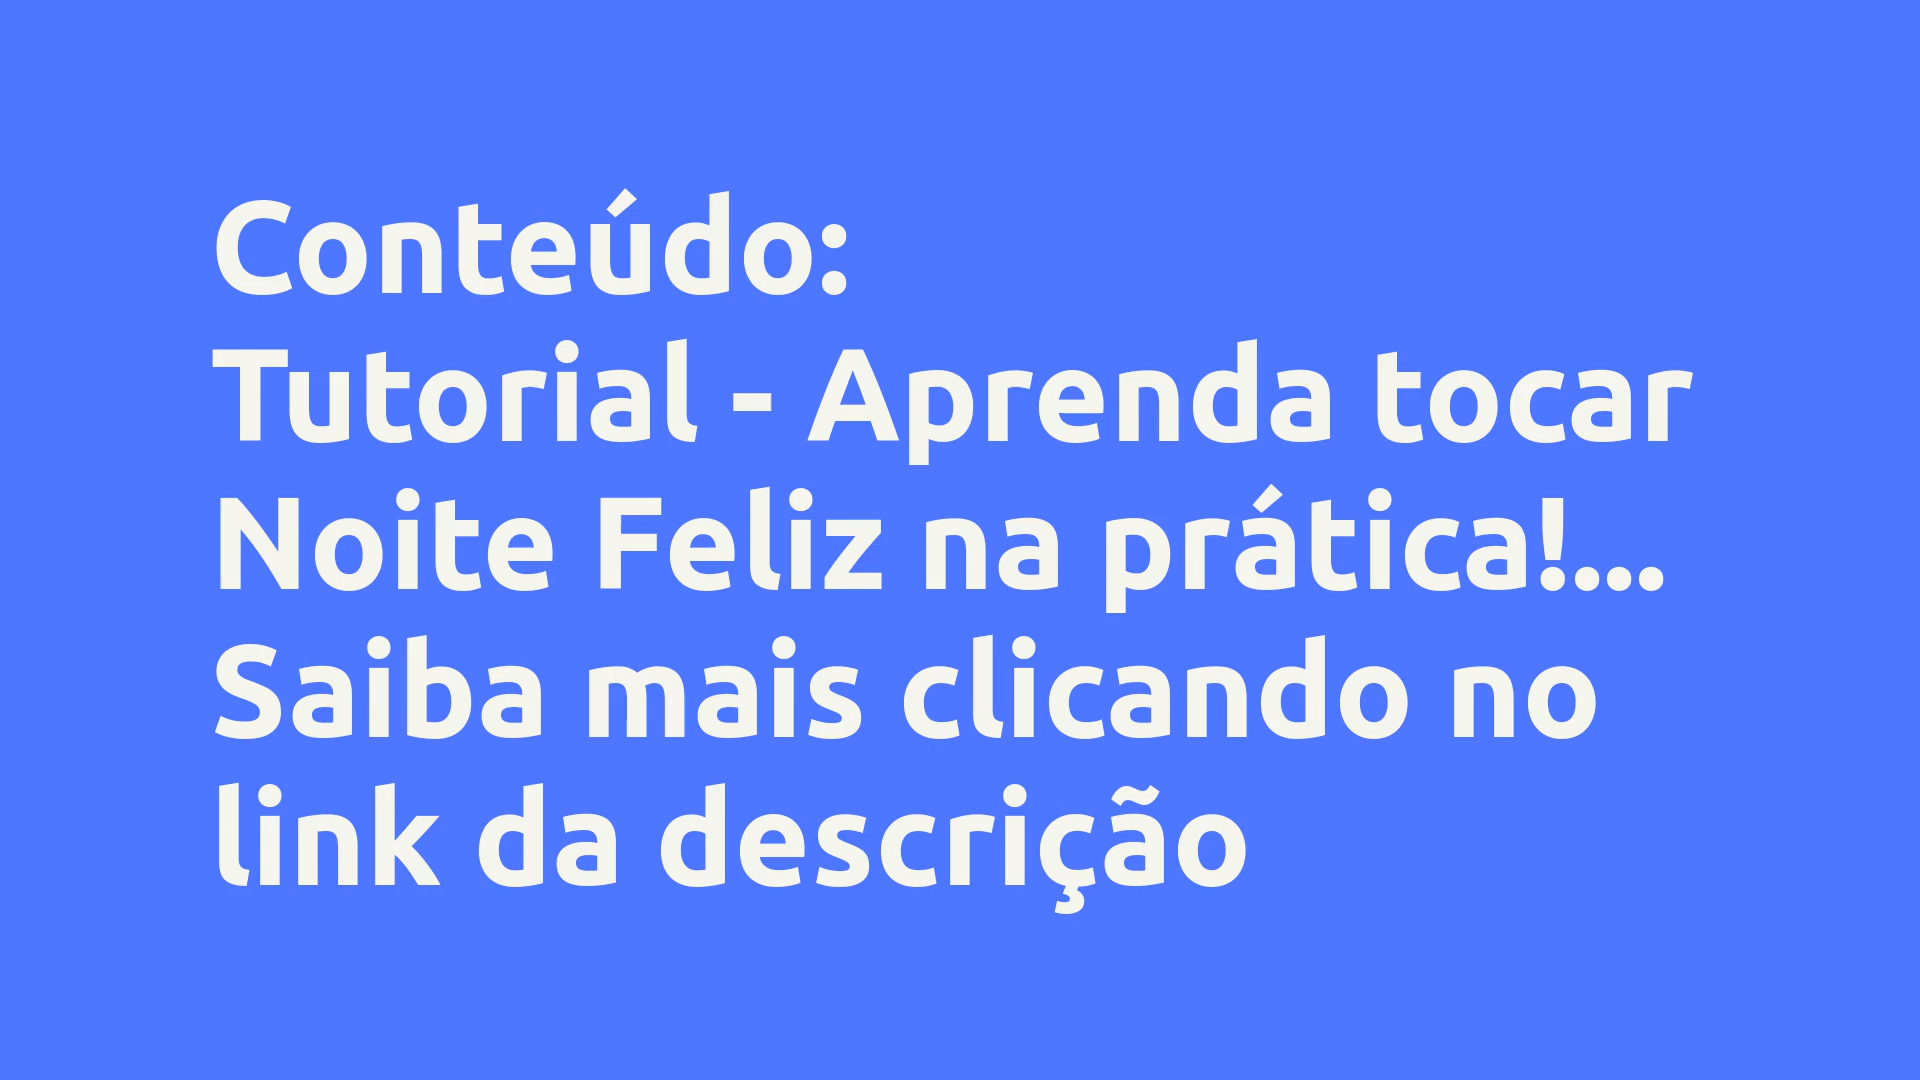 Conteúdo:
Tutorial - Aprenda tocar
Noite Feliz na prática!...
Saiba mais clicando no
link da descrição